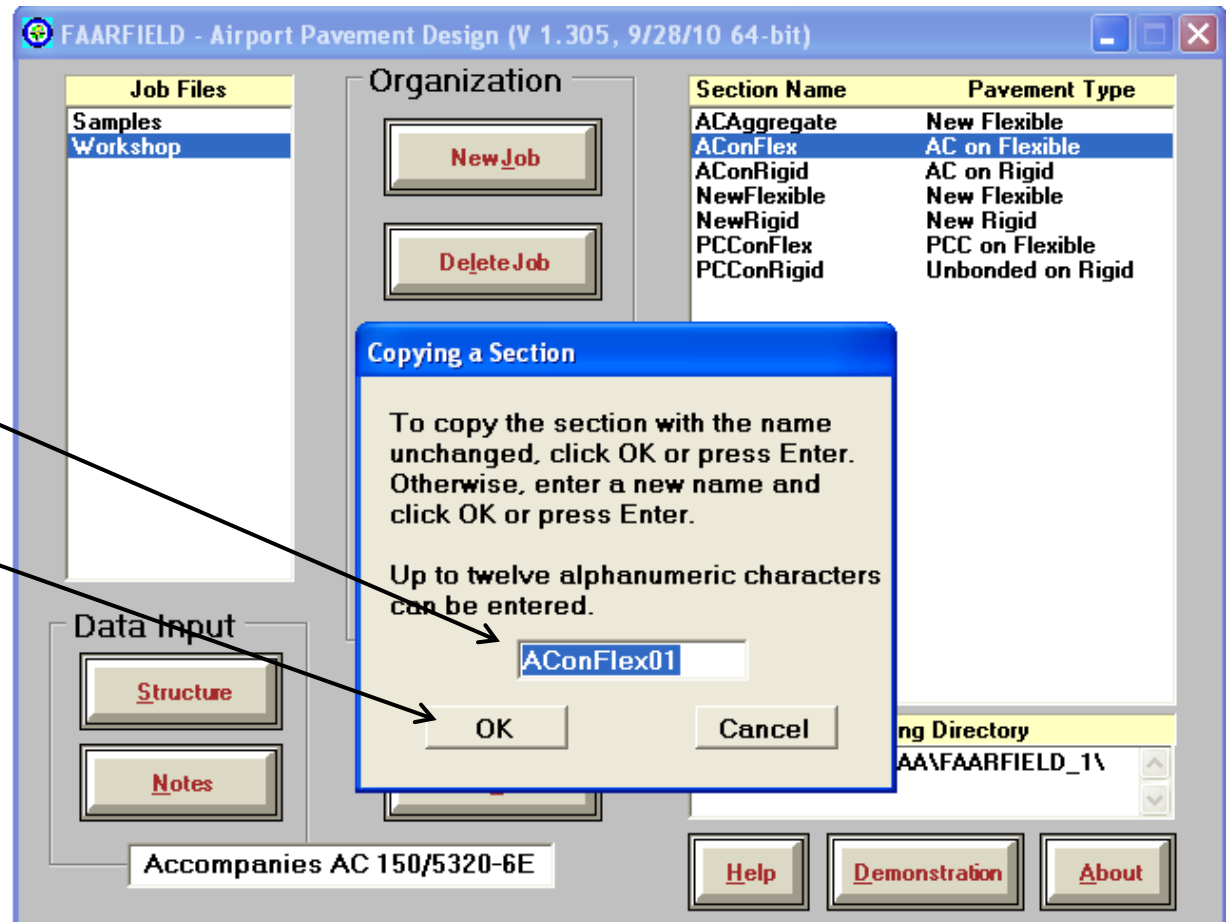 FAARFIELD - Airport Pavement Design (V 1.305, 9/28/10 64-bit)
Job Files
Samples
Workshop
Organization
New Job
Delete Job
Section Name Pavement Type
ACAggregate New Flexible
AConFlex AC on Flexible
AConRigid AC on Rigid
NewFlexible New Flexible
NewRigid New Rigid
PCConFlex PCC on Flexible
PCConRigid Unbonded on Rigid
Copying a Section
To copy the section with the name
unchanged, click OK or press Enter.
Otherwise, enter a new name and
click OK or press Enter.
Up to twelve alphanumeric characters
can be entered.
AConFlex01
OK Cancel
Data Input
Structure
Notes
ng Directory
AA\FAARFIELD_1\
Accompanies AC 150/5320-6E
Help Demonstration About